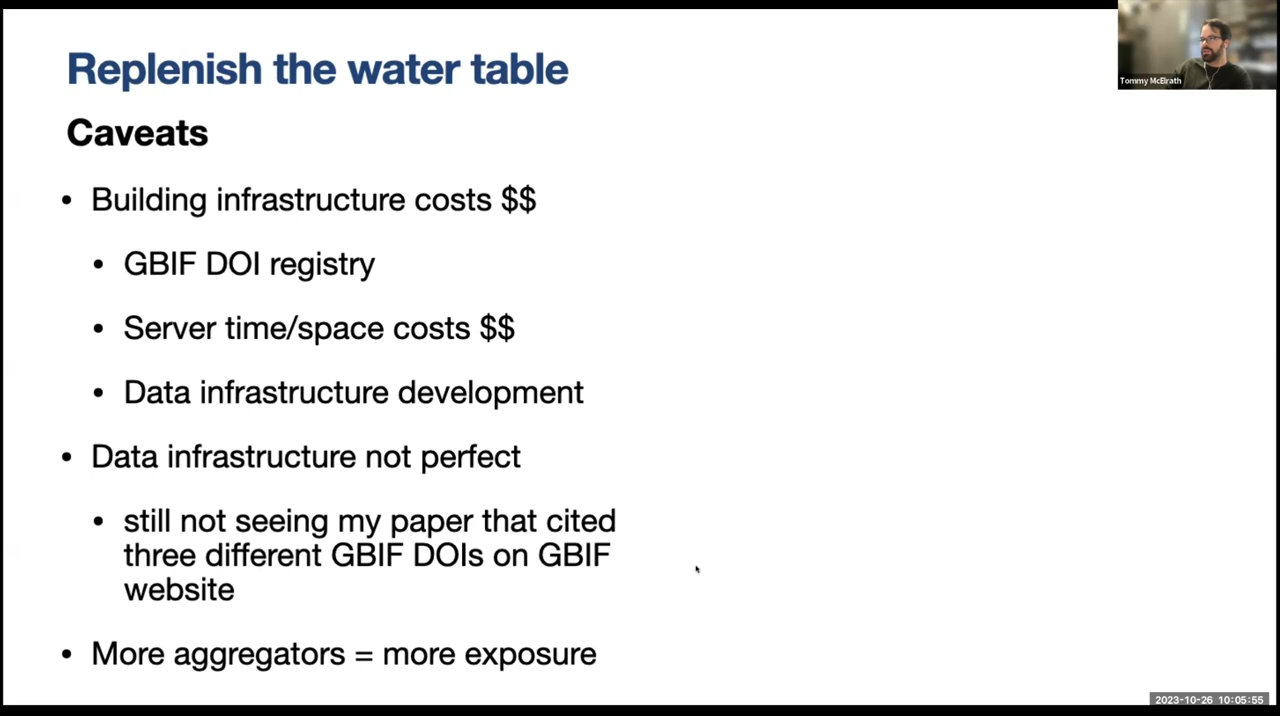 Replenish the water table
Tommy McElrath
Caveats
• Building infrastructure costs $$
• GBIF DOI registry
• Server time/space costs $$
• Data infrastructure development
• Data infrastructure not perfect
• still not seeing my paper that cited
three different GBIF DOIs on GBIF
website
• More aggregators = more exposure
2023-10-26 10:05:55